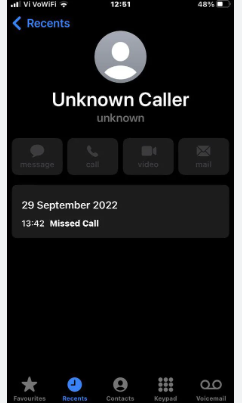 Vi VoWiFi 12:51 48%
Recents
Unknown Caller
unknown
message call video mail
29 September 2022
13:42 Missed Call
Favourites Recents Contacts Keypad Voicemail